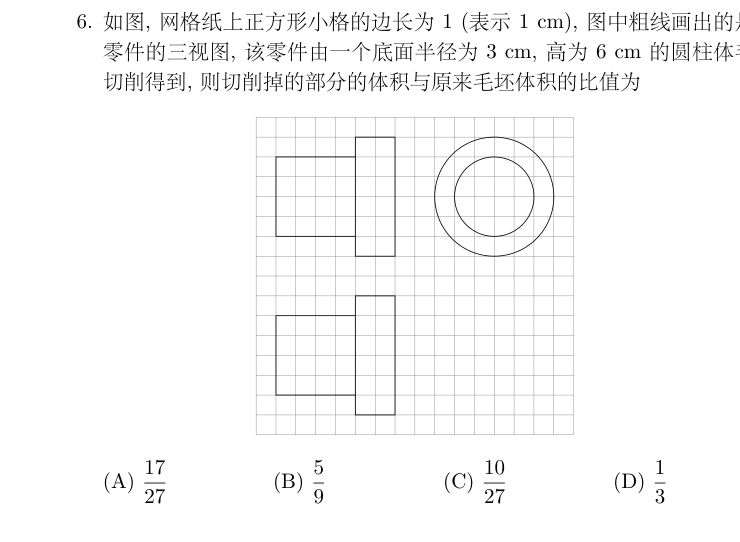 6. 如图, 网格纸上正方形小格的边长为 1 (表示 1 cm), 图中粗线画出的
零件的三视图, 该零件由一个底面半径为 3 cm, 高为 6 cm 的圆柱体
切削得到, 则切削掉的部分的体积与原来毛坯体积的比值为
(A) 17/27 (B) 5/9 (C) 10/27 (D) 1/3